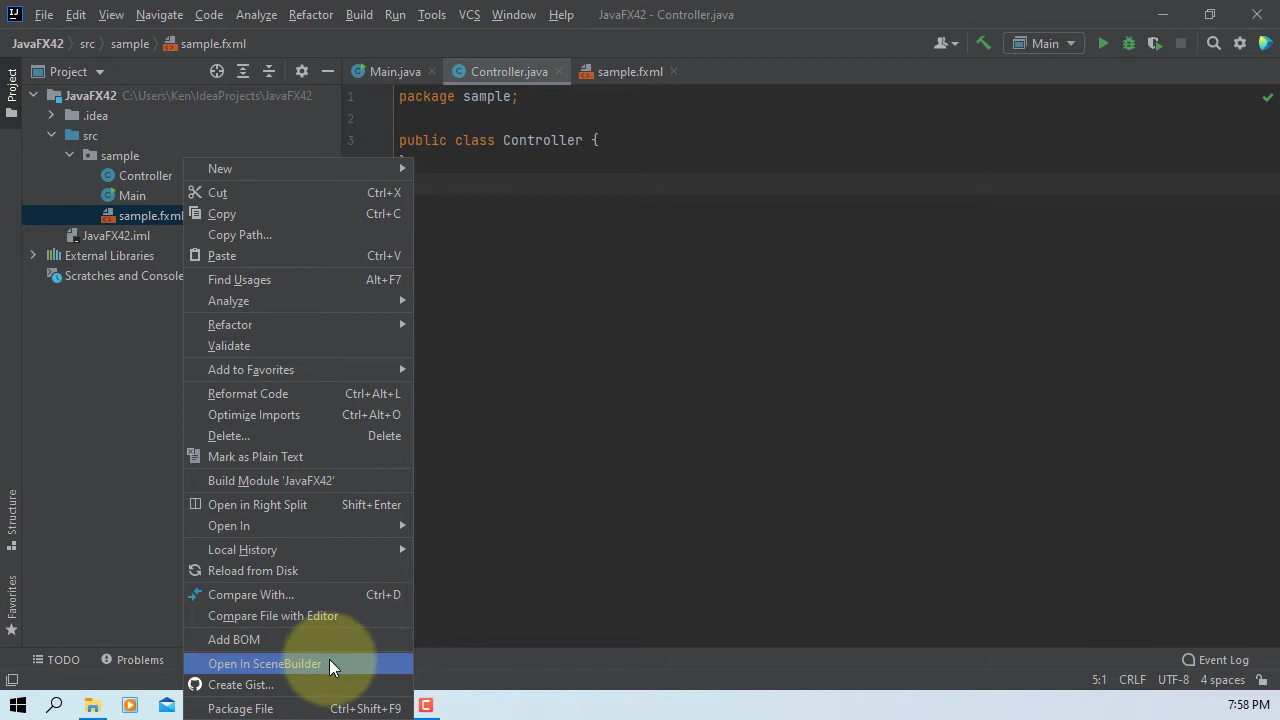 File Edit View Navigate Code Analyze Refactor Build Run Tools VCS Window Help JavaFX42 - Controller.java
JavaFX42 src sample sample.fxml Main
Project Main.java Controller.java sample.fxml
Project
JavaFX42 C:\Users\Ken\IdeaProjects\JavaFX42
.idea
src
sample
Controller
Main
sample.fxml
JavaFX42.iml
External Libraries
Scratches and Console
1 package sample;
2
3 public class Controller {
New
Cut Ctrl+X
Copy Ctrl+C
Copy Path...
Paste Ctrl+V
Find Usages Alt+F7
Analyze
Refactor
Validate
Add to Favorites
Reformat Code Ctrl+Alt+L
Optimize Imports Ctrl+Alt+O
Delete... Delete
Mark as Plain Text
Build Module 'JavaFX42'
Open in Right Split Shift+Enter
Open In
Local History
Reload from Disk
Compare With... Ctrl+D
Compare File with Editor
Add BOM
Open In SceneBuilder
Create Gist...
Package File Ctrl+Shift+F9
Structure
Favorites
TODO Problems Event Log
5:1 CRLF UTF-8 4 spaces
7:58 PM